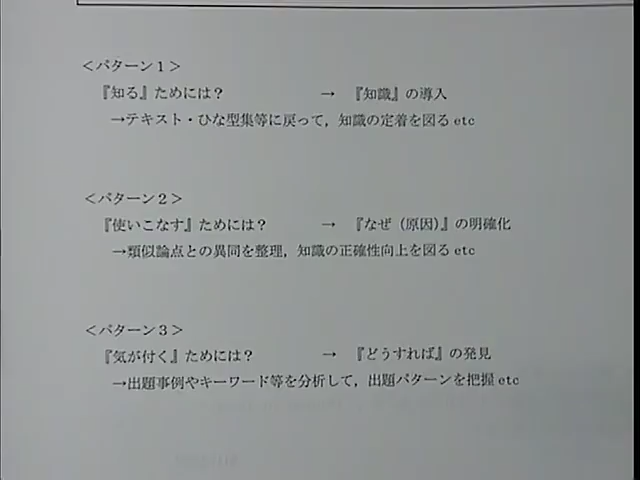 ＜パターン１＞
『知る』ためには？　→　『知識』の導入
→テキスト・ひな型集等に戻って，知識の定着を図る etc
＜パターン２＞
『使いこなす』ためには？　→　『なぜ（原因）』の明確化
→類似論点との異同を整理，知識の正確性向上を図る etc
＜パターン３＞
『気が付く』ためには？　→　『どうすれば』の発見
→出題事例やキーワード等を分析して，出題パターンを把握 etc